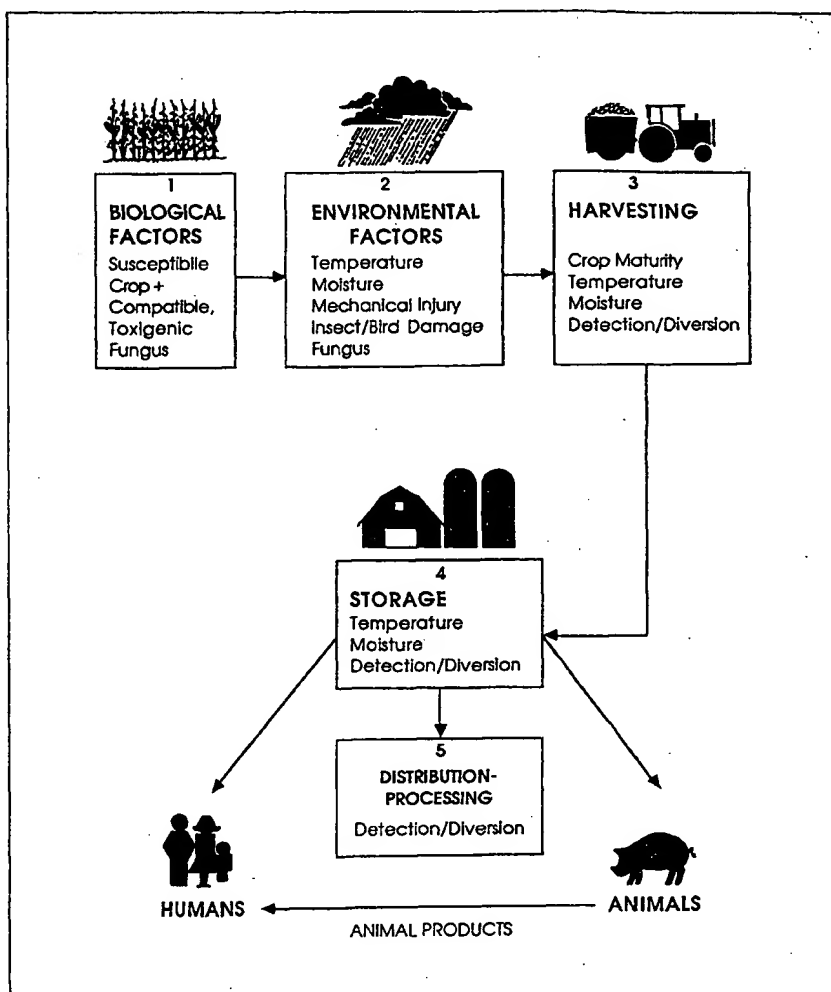 1
BIOLOGICAL
FACTORS
Susceptibile
Crop +
Compatible,
Toxigenic
Fungus
2
ENVIRONMENTAL
FACTORS
Temperature
Moisture
Mechanical Injury
Insect/Bird Damage
Fungus
3
HARVESTING
Crop Maturity
Temperature
Moisture
Detection/Diversion
4
STORAGE
Temperature
Moisture
Detection/Diversion
5
DISTRIBUTION-
PROCESSING
Detection/Diversion
HUMANS
ANIMALS
ANIMAL PRODUCTS